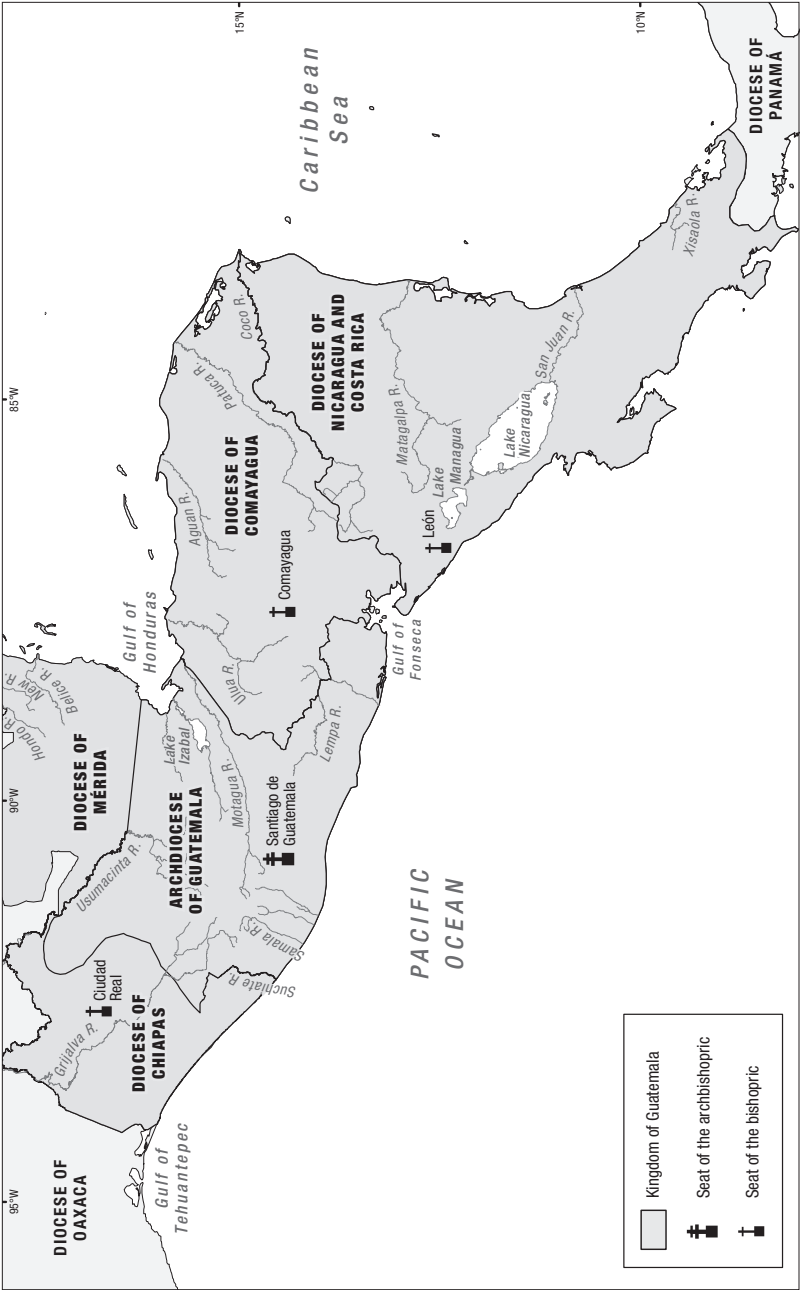 95°W
90°W
85°W
15°N
10°N
DIOCESE OF
OAXACA
Gulf of
Tehuantepec
Grijalva R.
Ciudad
Real
DIOCESE OF
CHIAPAS
Suchiate R.
Samala R.
Usumacinta R.
DIOCESE OF
MÉRIDA
Hondo R.
New R.
Belice R.
ARCHDIOCESE
OF GUATEMALA
Lake
Izabal
Motagua R.
Santiago de
Guatemala
Lempa R.
Gulf of
Honduras
Ulúa R.
Comayagua
Aguan R.
DIOCESE OF
COMAYAGUA
Patuca R.
Coco R.
Gulf of
Fonseca
León
Lake
Managua
Matagalpa R.
DIOCESE OF
NICARAGUA AND
COSTA RICA
Lake
Nicaragua
San Juan R.
Caribbean
Sea
Xisaola R.
DIOCESE OF
PANAMÁ
PACIFIC
OCEAN
Kingdom of Guatemala
Seat of the archbishopric
Seat of the bishopric